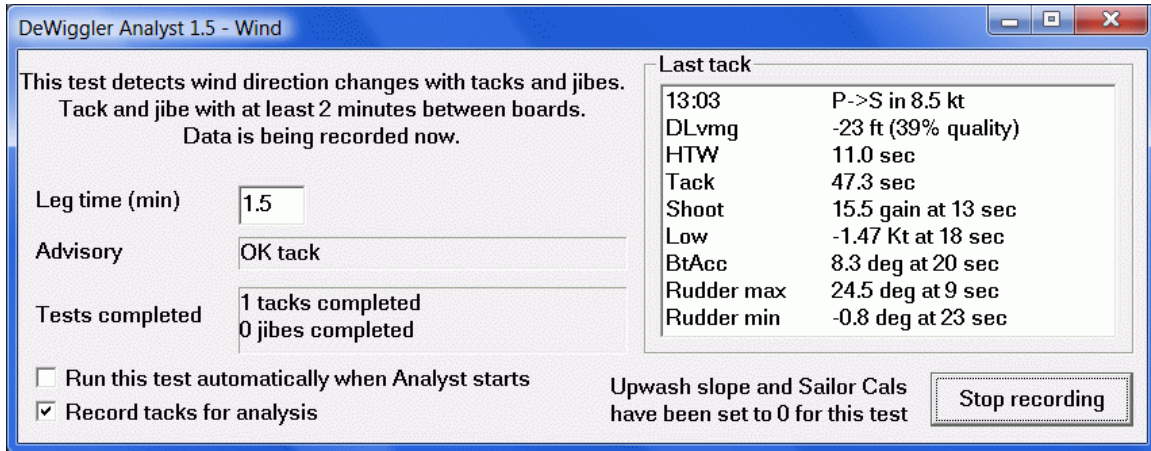 DeWiggler Analyst 1.5 - Wind
This test detects wind direction changes with tacks and jibes.
Tack and jibe with at least 2 minutes between boards.
Data is being recorded now.
Leg time (min) 1.5
Advisory OK tack
Tests completed 1 tacks completed
0 jibes completed
Run this test automatically when Analyst starts
Record tacks for analysis
Last tack
13:03 P->S in 8.5 kt
DLvmg -23 ft (39% quality)
HTW 11.0 sec
Tack 47.3 sec
Shoot 15.5 gain at 13 sec
Low -1.47 Kt at 18 sec
BtAcc 8.3 deg at 20 sec
Rudder max 24.5 deg at 9 sec
Rudder min -0.8 deg at 23 sec
Upwash slope and Sailor Cals
have been set to 0 for this test
Stop recording